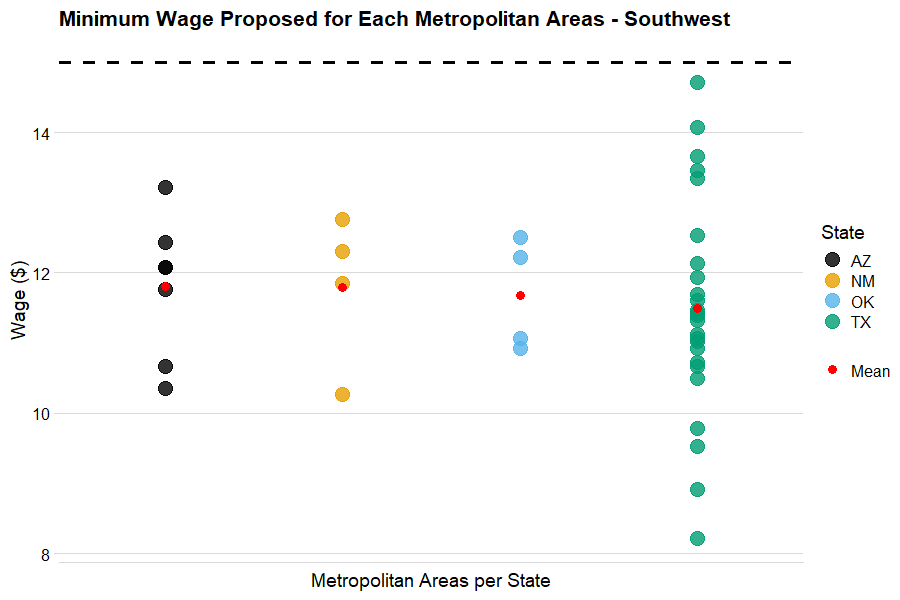 Minimum Wage Proposed for Each Metropolitan Areas - Southwest
14
12
10
8
Wage ($)
Metropolitan Areas per State
State
AZ
NM
OK
TX
Mean